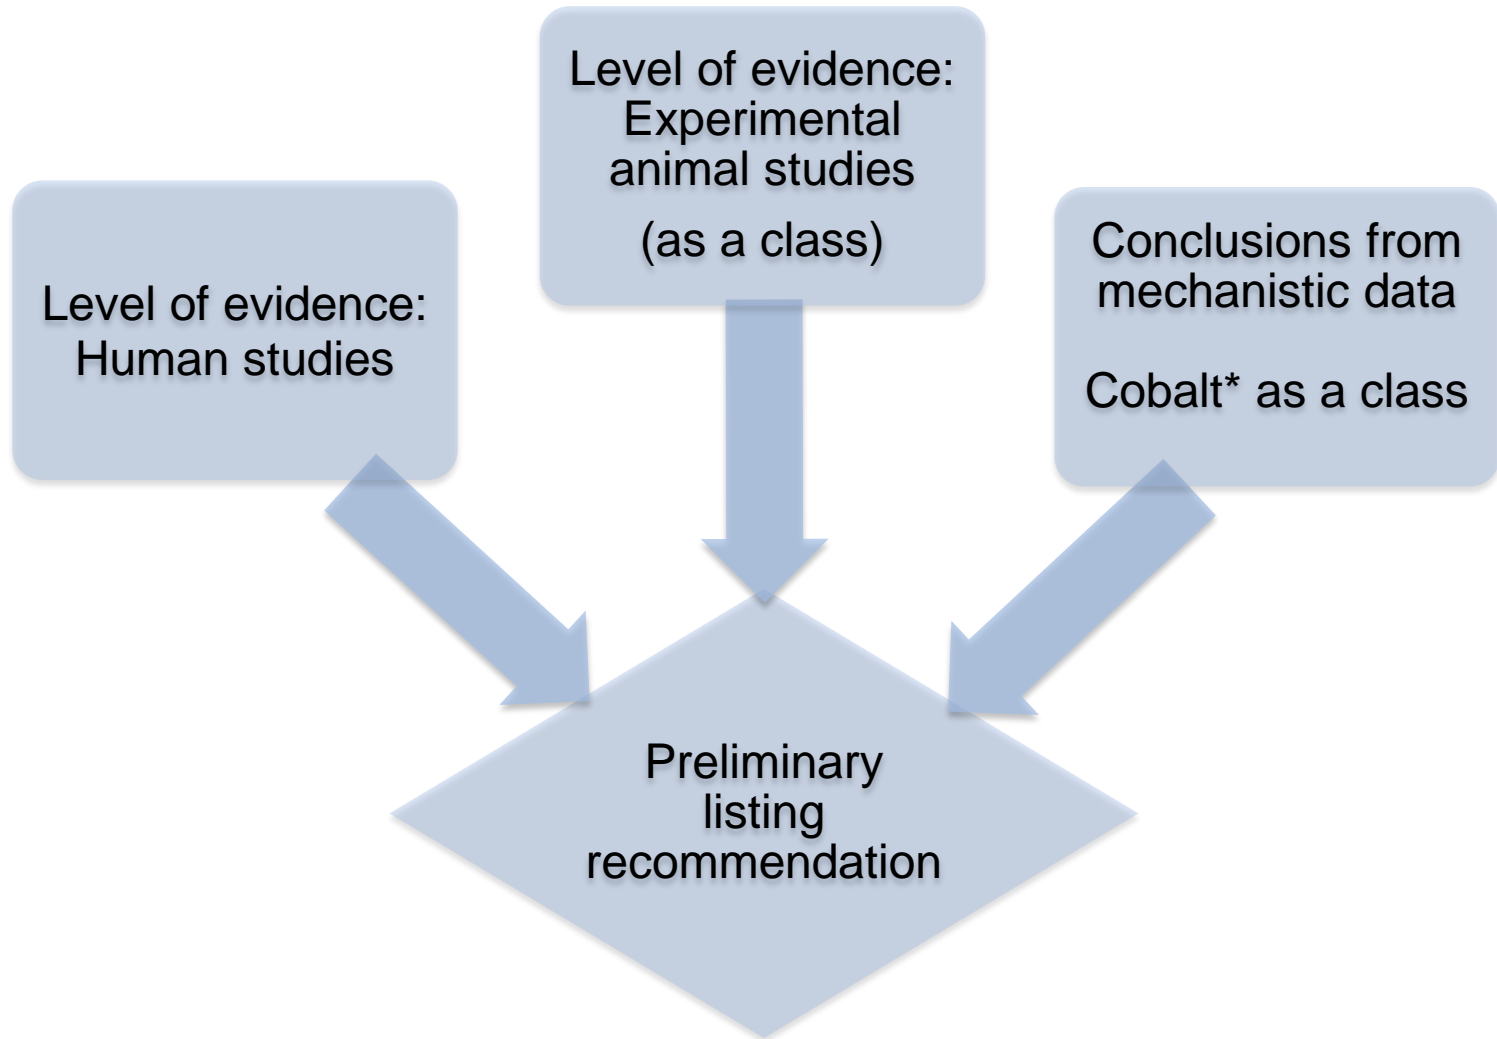 Level of evidence:
Human studies
Level of evidence:
Experimental
animal studies
(as a class)
Conclusions from
mechanistic data
Cobalt* as a class
Preliminary
listing
recommendation